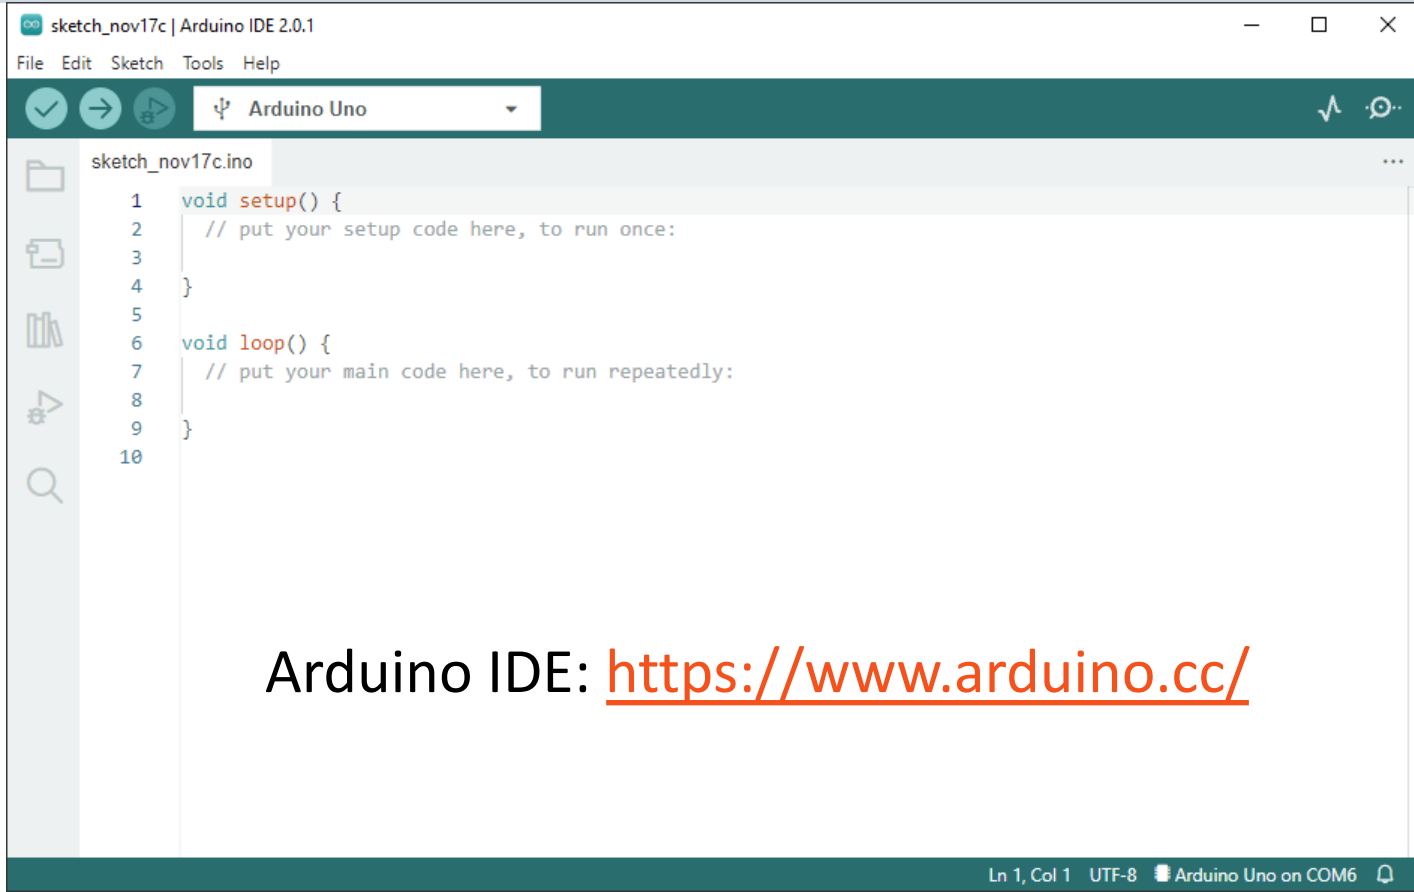 sketch_nov17c | Arduino IDE 2.0.1
File Edit Sketch Tools Help
Arduino Uno
sketch_nov17c.ino
1 void setup() {
2 // put your setup code here, to run once:
3
4 }
5
6 void loop() {
7 // put your main code here, to run repeatedly:
8
9 }
10
Arduino IDE: https://www.arduino.cc/
Ln 1, Col 1 UTF-8 Arduino Uno on COM6